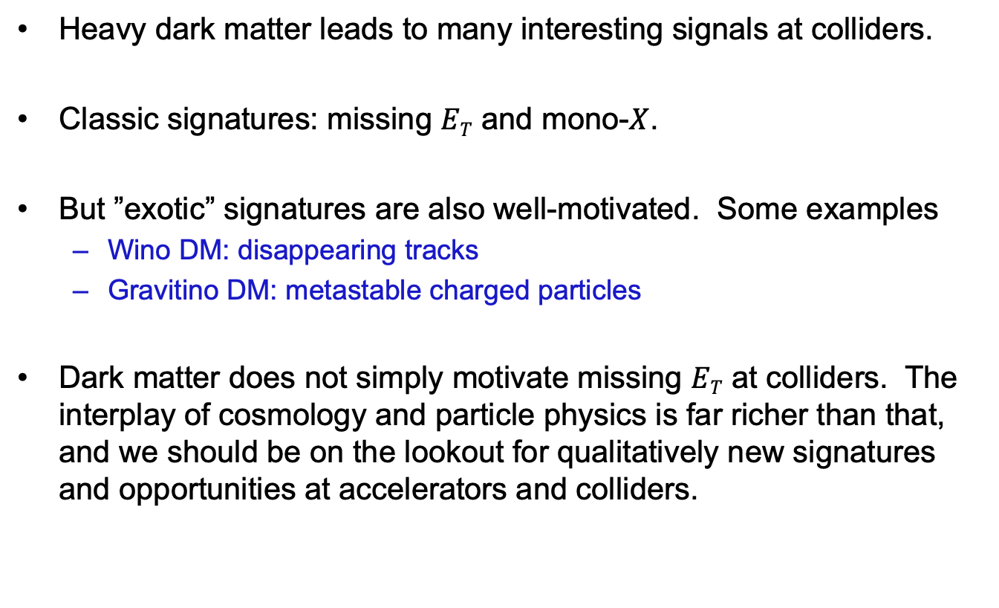 • Heavy dark matter leads to many interesting signals at colliders.
• Classic signatures: missing E_T and mono-X.
• But ”exotic” signatures are also well-motivated.  Some examples
– Wino DM: disappearing tracks
– Gravitino DM: metastable charged particles
• Dark matter does not simply motivate missing E_T at colliders.  The
interplay of cosmology and particle physics is far richer than that,
and we should be on the lookout for qualitatively new signatures
and opportunities at accelerators and colliders.